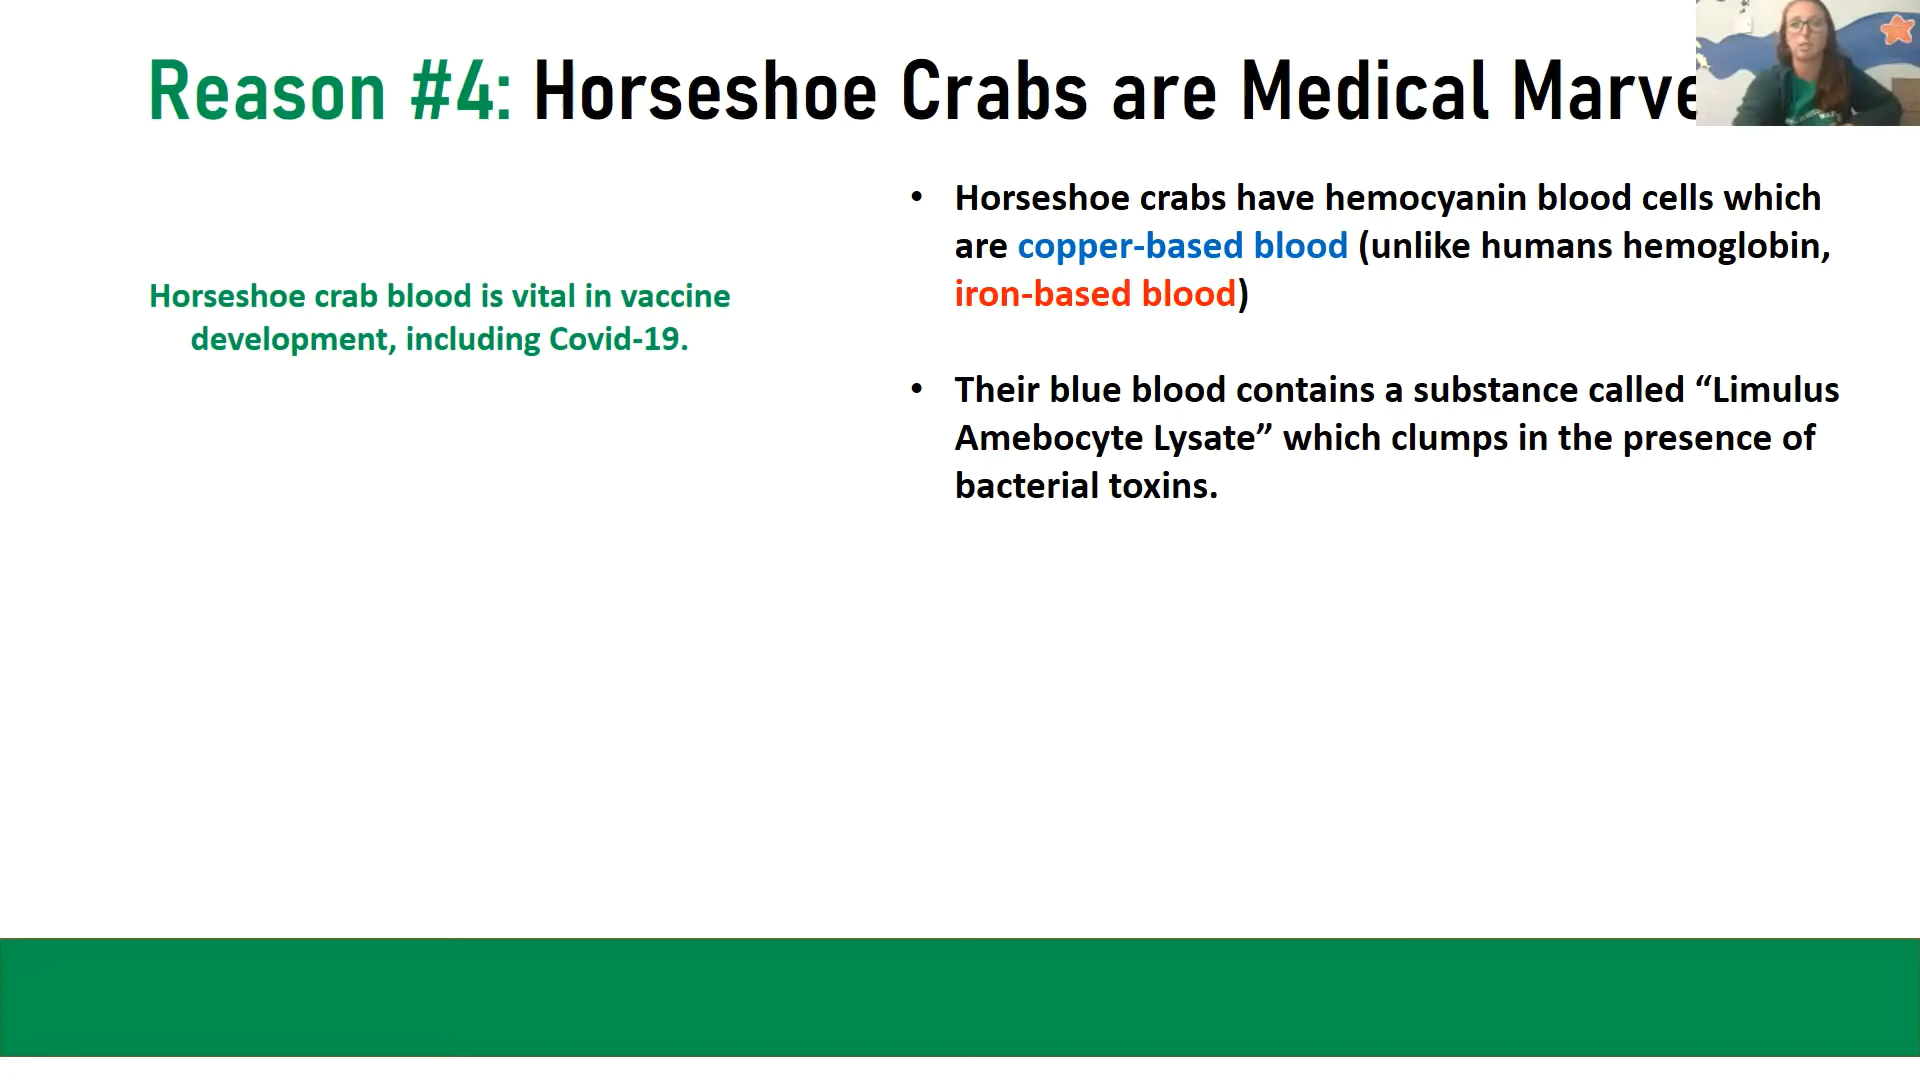 Reason #4: Horseshoe Crabs are Medical
Horseshoe crab blood is vital in vaccine
development, including Covid-19.
• Horseshoe crabs have hemocyanin blood cells which
are copper-based blood (unlike humans hemoglobin,
iron-based blood)
• Their blue blood contains a substance called “Limulus
Amebocyte Lysate” which clumps in the presence of
bacterial toxins.